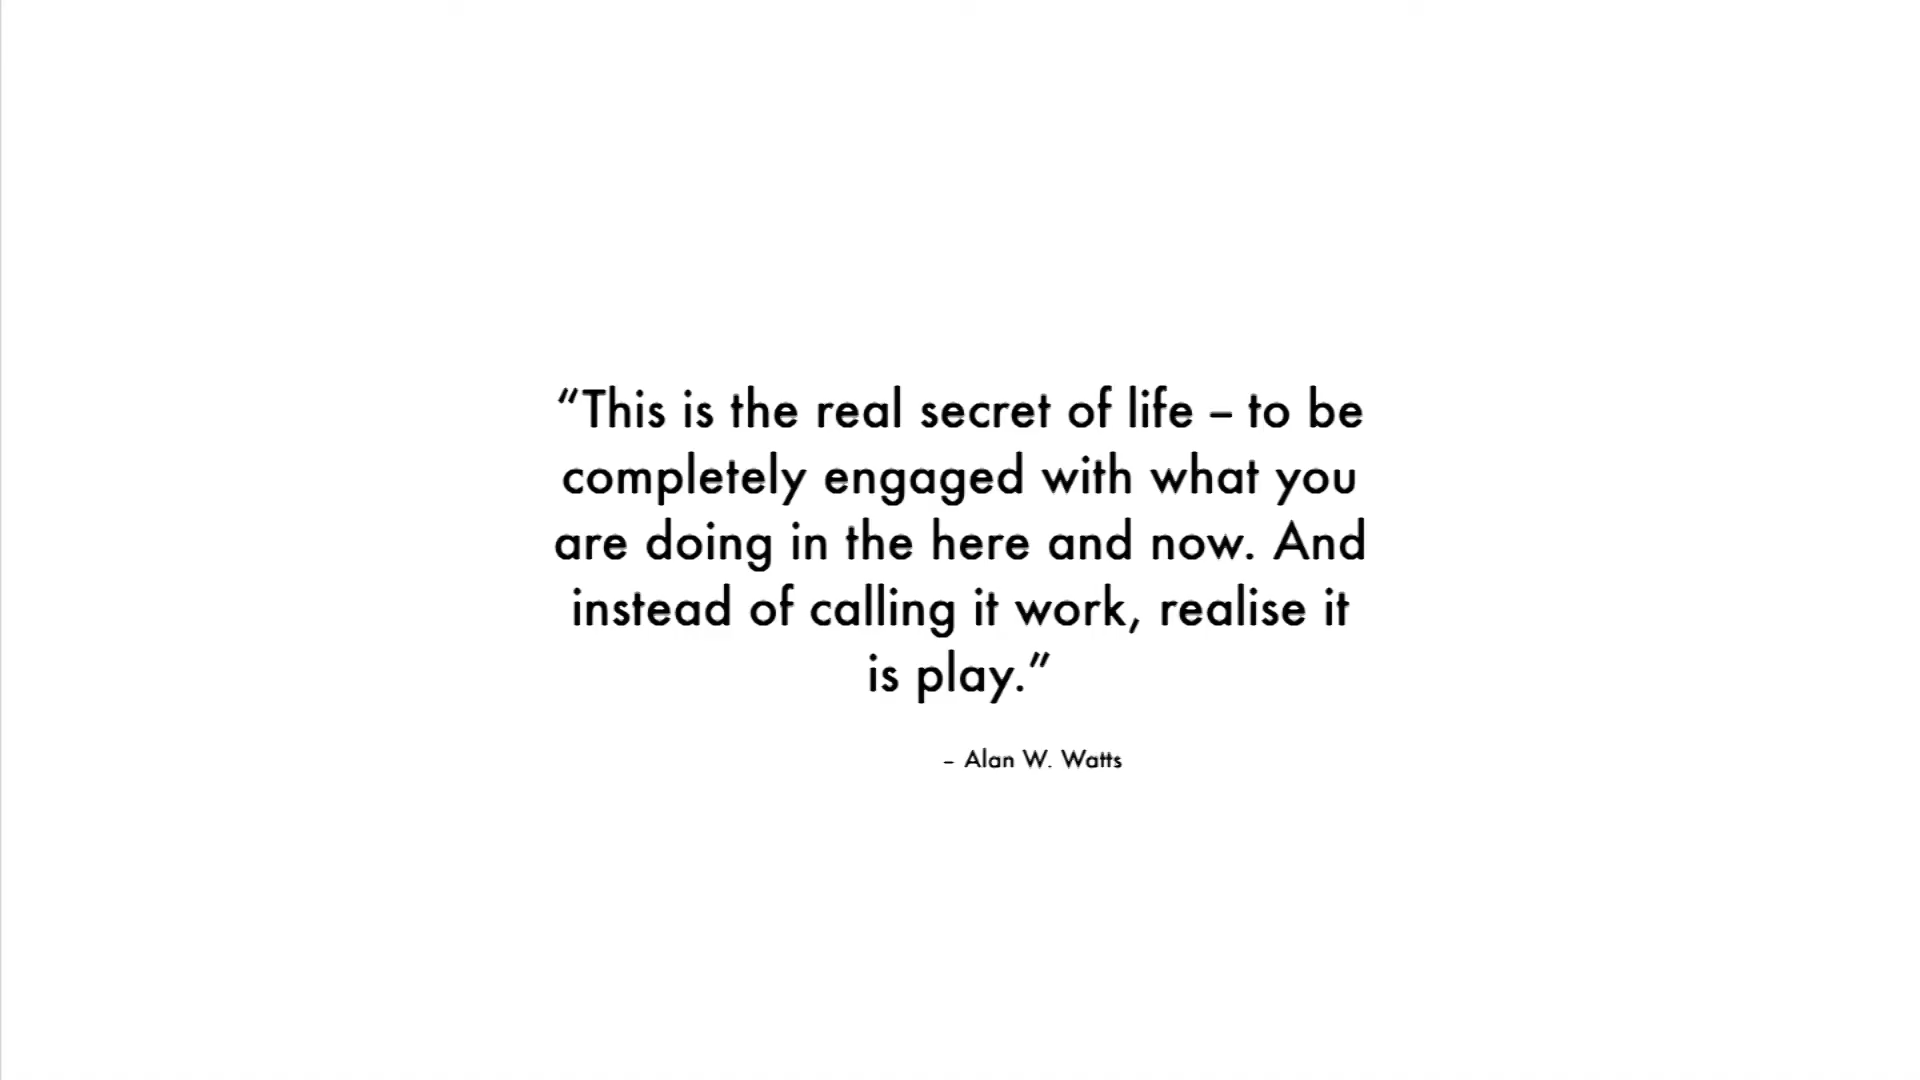 “This is the real secret of life – to be
completely engaged with what you
are doing in the here and now. And
instead of calling it work, realise it
is play.”
– Alan W. Watts